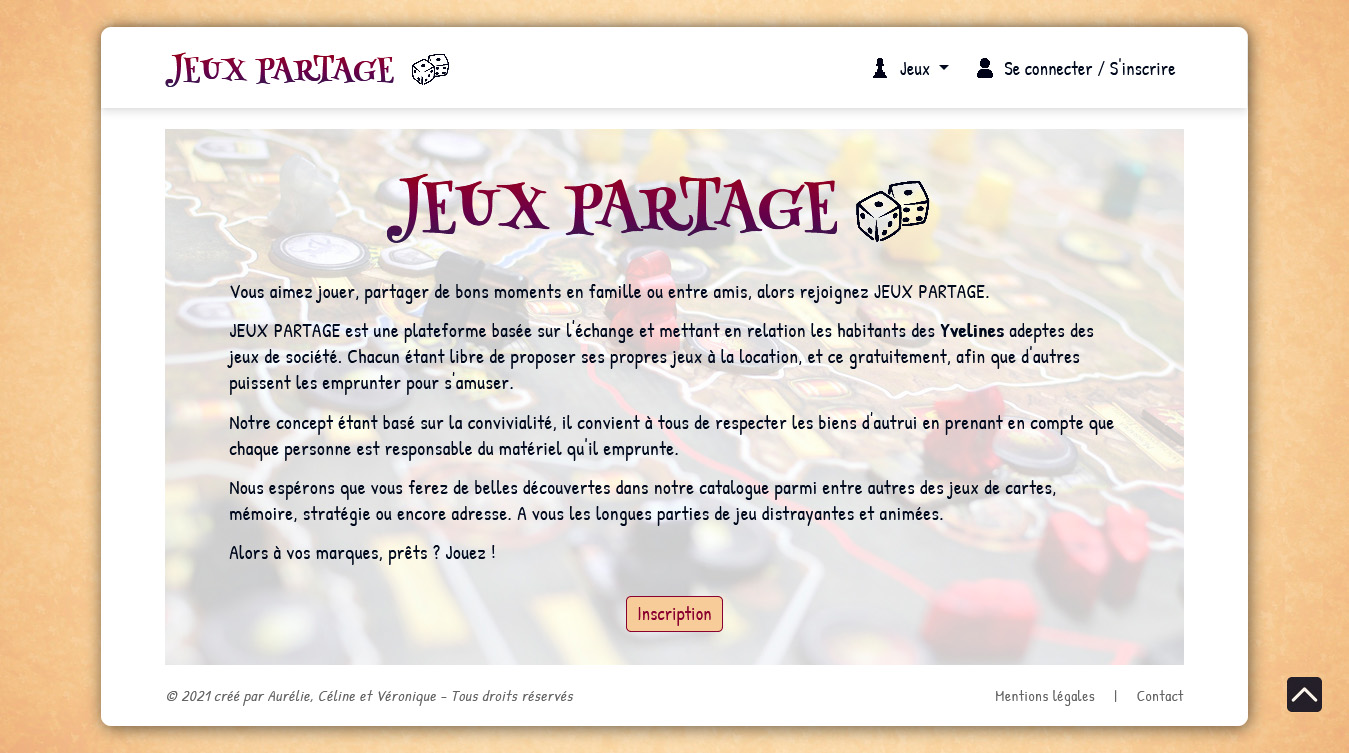 JEUX PARTAGE
Jeux
Se connecter / S'inscrire
JEUX PARTAGE
Vous aimez jouer, partager de bons moments en famille ou entre amis, alors rejoignez JEUX PARTAGE.
JEUX PARTAGE est une plateforme basée sur l'échange et mettant en relation les habitants des Yvelines adeptes des
jeux de société. Chacun étant libre de proposer ses propres jeux à la location, et ce gratuitement, afin que d'autres
puissent les emprunter pour s'amuser.
Notre concept étant basé sur la convivialité, il convient à tous de respecter les biens d'autrui en prenant en compte que
chaque personne est responsable du matériel qu'il emprunte.
Nous espérons que vous ferez de belles découvertes dans notre catalogue parmi entre autres des jeux de cartes,
mémoire, stratégie ou encore adresse. A vous les longues parties de jeu distrayantes et animées.
Alors à vos marques, prêts ? Jouez !
Inscription
© 2021 créé par Aurélie, Céline et Véronique - Tous droits réservés
Mentions légales | Contact